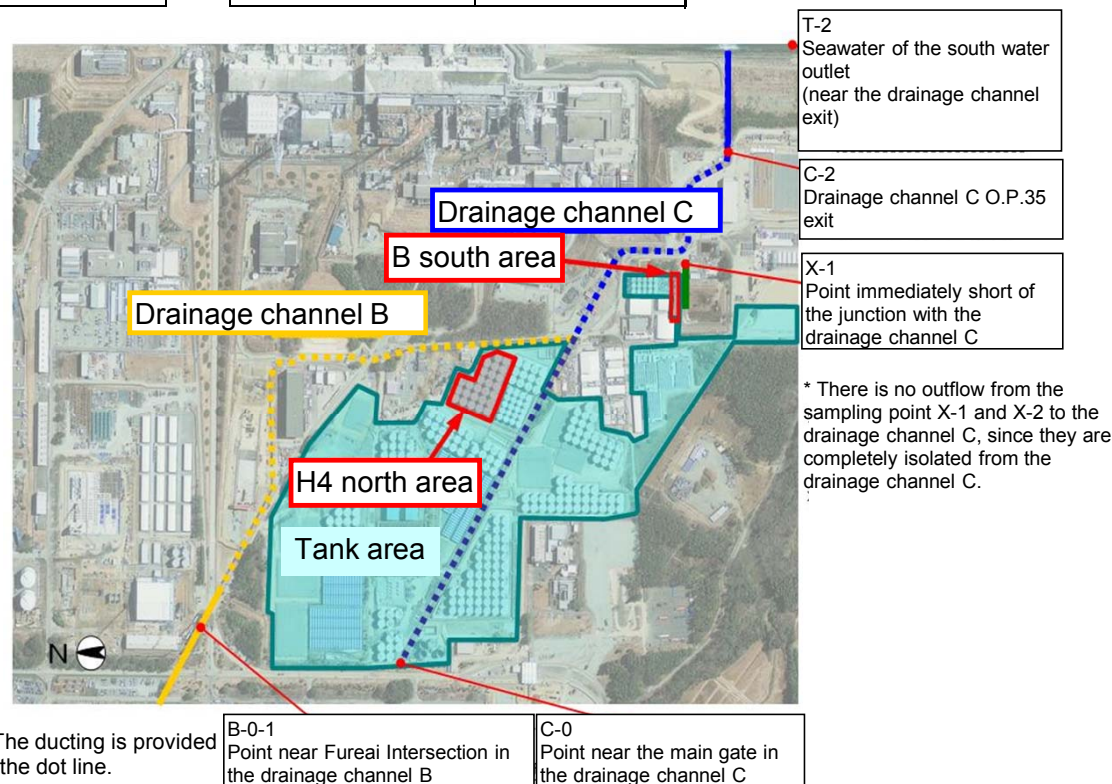 T-2
Seawater of the south water
outlet
(near the drainage channel
exit)
C-2
Drainage channel C O.P.35
exit
Drainage channel C
B south area
X-1
Point immediately short of
the junction with the
drainage channel C
Drainage channel B
* There is no outflow from the
sampling point X-1 and X-2 to the
drainage channel C, since they are
completely isolated from the
drainage channel C.
H4 north area
Tank area
N
The ducting is provided
the dot line.
B-0-1
Point near Fureai Intersection in
the drainage channel B
C-0
Point near the main gate in
the drainage channel C